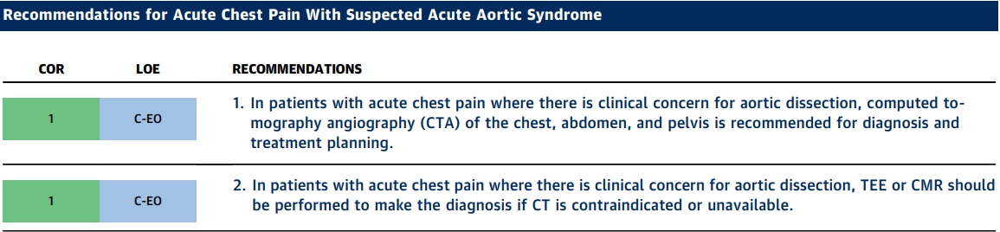 Recommendations for Acute Chest Pain With Suspected Acute Aortic Syndrome
COR LOE RECOMMENDATIONS
1 C-EO 1. In patients with acute chest pain where there is clinical concern for aortic dissection, computed to-
mography angiography (CTA) of the chest, abdomen, and pelvis is recommended for diagnosis and
treatment planning.
1 C-EO 2. In patients with acute chest pain where there is clinical concern for aortic dissection, TEE or CMR should
be performed to make the diagnosis if CT is contraindicated or unavailable.